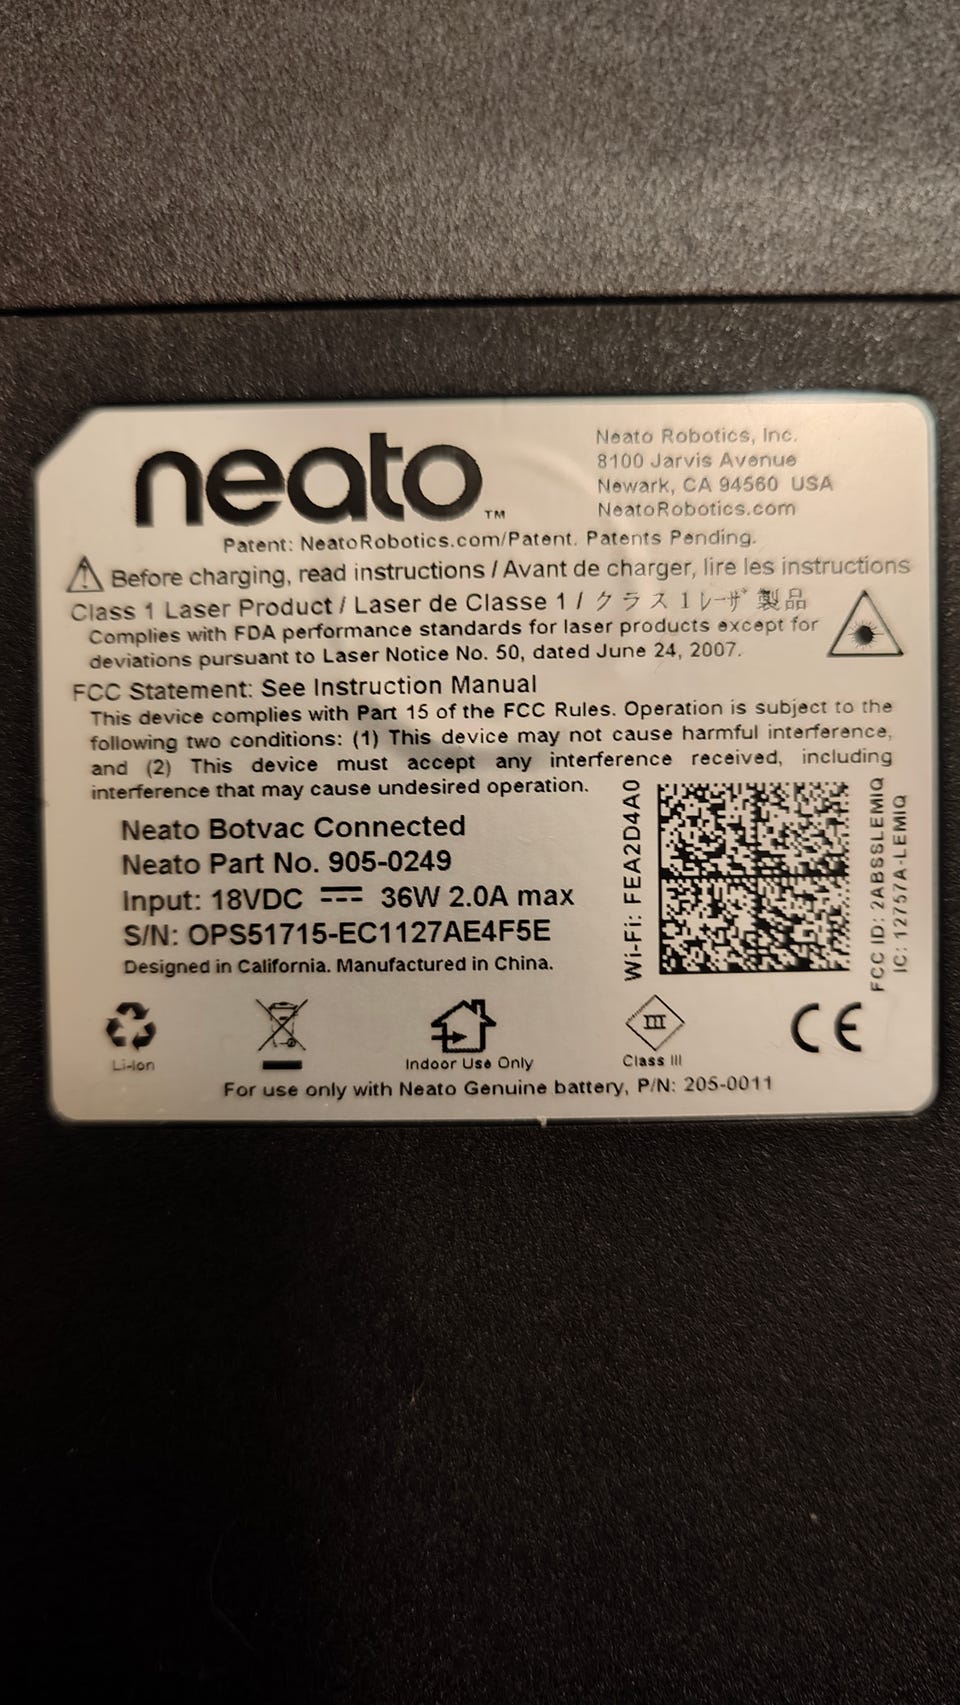 neato™
Neato Robotics, Inc.
8100 Jarvis Avenue
Newark, CA 94560 USA
NeatoRobotics.com
Patent: NeatoRobotics.com/Patent. Patents Pending.
Before charging, read instructions / Avant de charger, lire les instructions
Class 1 Laser Product / Laser de Classe 1 / クラス1レーザ製品
Complies with FDA performance standards for laser products except for
deviations pursuant to Laser Notice No. 50, dated June 24, 2007.
FCC Statement: See Instruction Manual
This device complies with Part 15 of the FCC Rules. Operation is subject to the
following two conditions: (1) This device may not cause harmful interference,
and (2) This device must accept any interference received, including
interference that may cause undesired operation.
Neato Botvac Connected
Neato Part No. 905-0249
Input: 18VDC ⎓ 36W 2.0A max
S/N: OPS51715-EC1127AE4F5E
Designed in California. Manufactured in China.
Wi-Fi: FEA2D4A0
FCC ID: 2ABSSLEMIQ
IC: 12757A-LEMIQ
Li-Ion
Indoor Use Only
III
Class III
CE
For use only with Neato Genuine battery, P/N: 205-0011